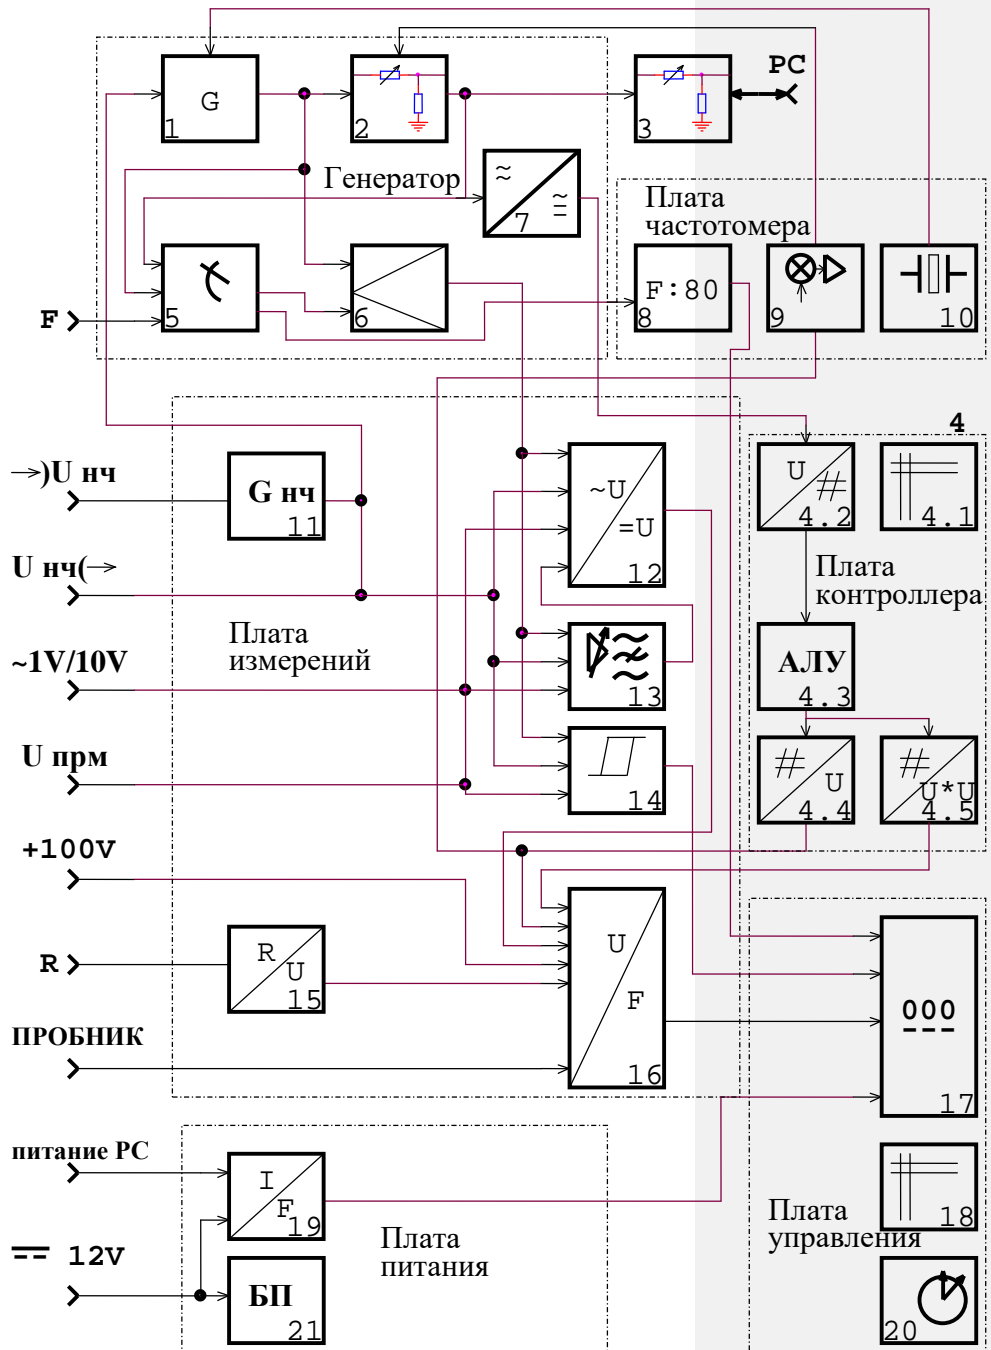 PC
G
1
2
3
Генератор
7
Плата
частотомера
F
5
6
F:80
8
9
10
4
→)U нч
G нч
11
~U
=U
12
U
4.2
4.1
U нч(→
Плата
контроллера
Плата
измерений
~1V/10V
13
АЛУ
4.3
U прм
14
U
4.4
U*U
4.5
+100V
R
R
U
15
U
F
16
000
17
ПРОБНИК
питание РС
I
F
19
Плата
питания
18
Плата
управления
12V
БП
21
20